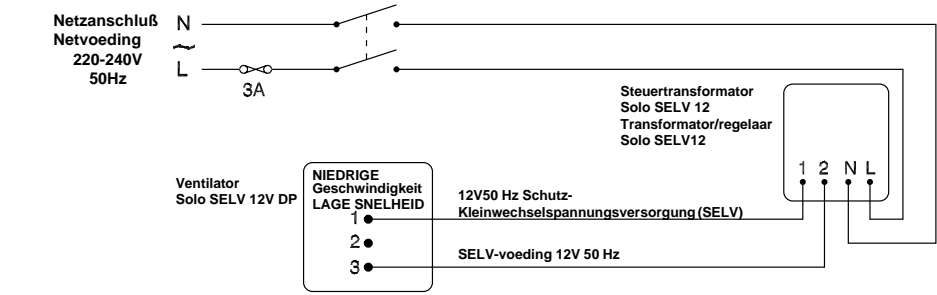 Netzanschluß N
Netvoeding
~
220-240V
50Hz
L
3A
Steuertransformator
Solo SELV 12
Transformator/regelaar
Solo SELV12
1 2 N L
Ventilator
Solo SELV 12V DP
NIEDRIGE
Geschwindigkeit
LAGE SNELHEID
1
2
3
12V50 Hz Schutz-
Kleinwechselspannungsversorgung (SELV)
SELV-voeding 12V 50 Hz